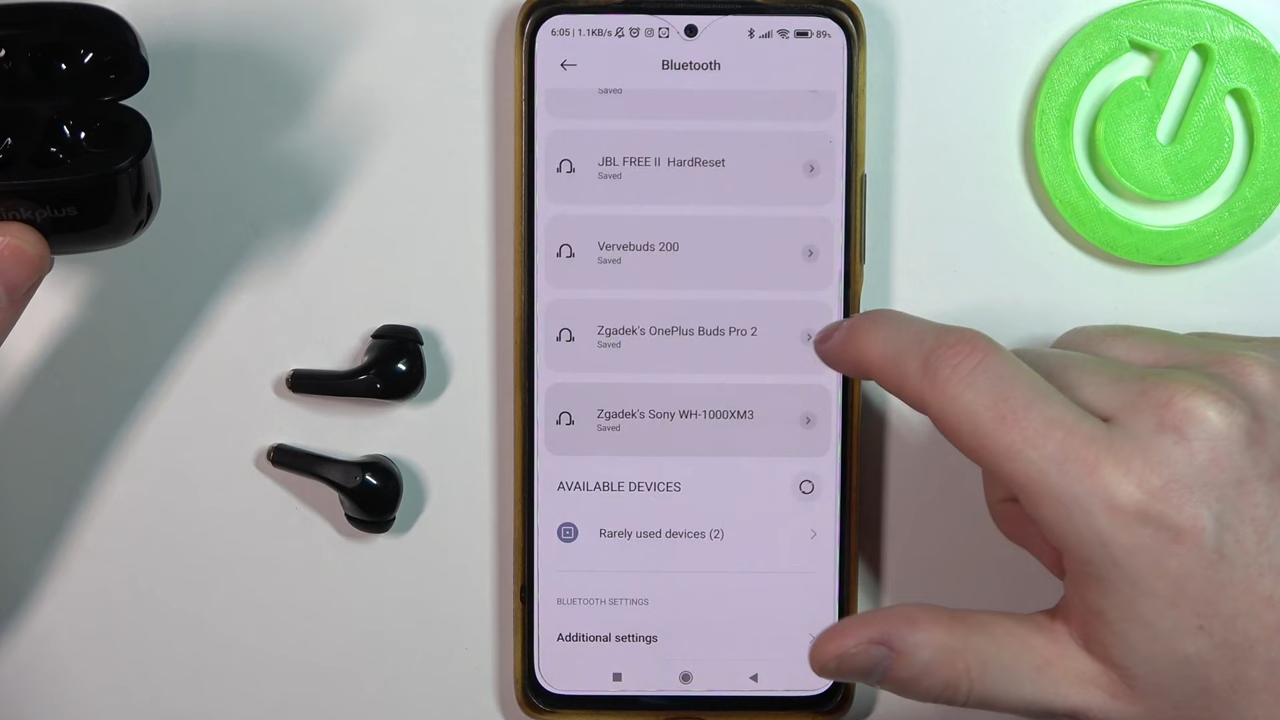 6:05 | 1.1KB/s
89%
Bluetooth
Saved
JBL FREE II HardReset
Saved
Vervebuds 200
Saved
Zgadek's OnePlus Buds Pro 2
Saved
Zgadek's Sony WH-1000XM3
Saved
AVAILABLE DEVICES
Rarely used devices (2)
BLUETOOTH SETTINGS
Additional settings
inkplus